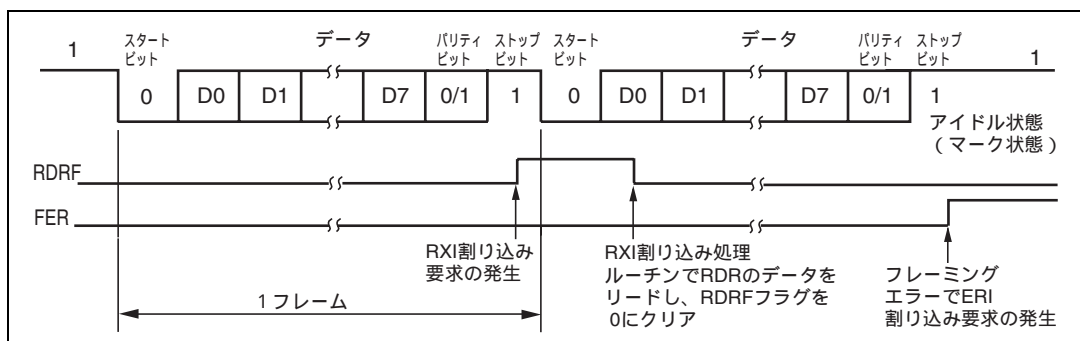 1
スタート
ビット
データ
パリティ
ビット
ストップ
ビット
スタート
ビット
データ
パリティ
ビット
ストップ
ビット
1
0 D0 D1 D7 0/1 1 0 D0 D1 D7 0/1 1
アイドル状態
(マーク状態)
RDRF
FER
RXI割り込み
要求の発生
RXI割り込み処理
ルーチンでRDRのデータを
リードし、RDRFフラグを
0にクリア
フレーミング
エラーでERI
割り込み要求の発生
1フレーム